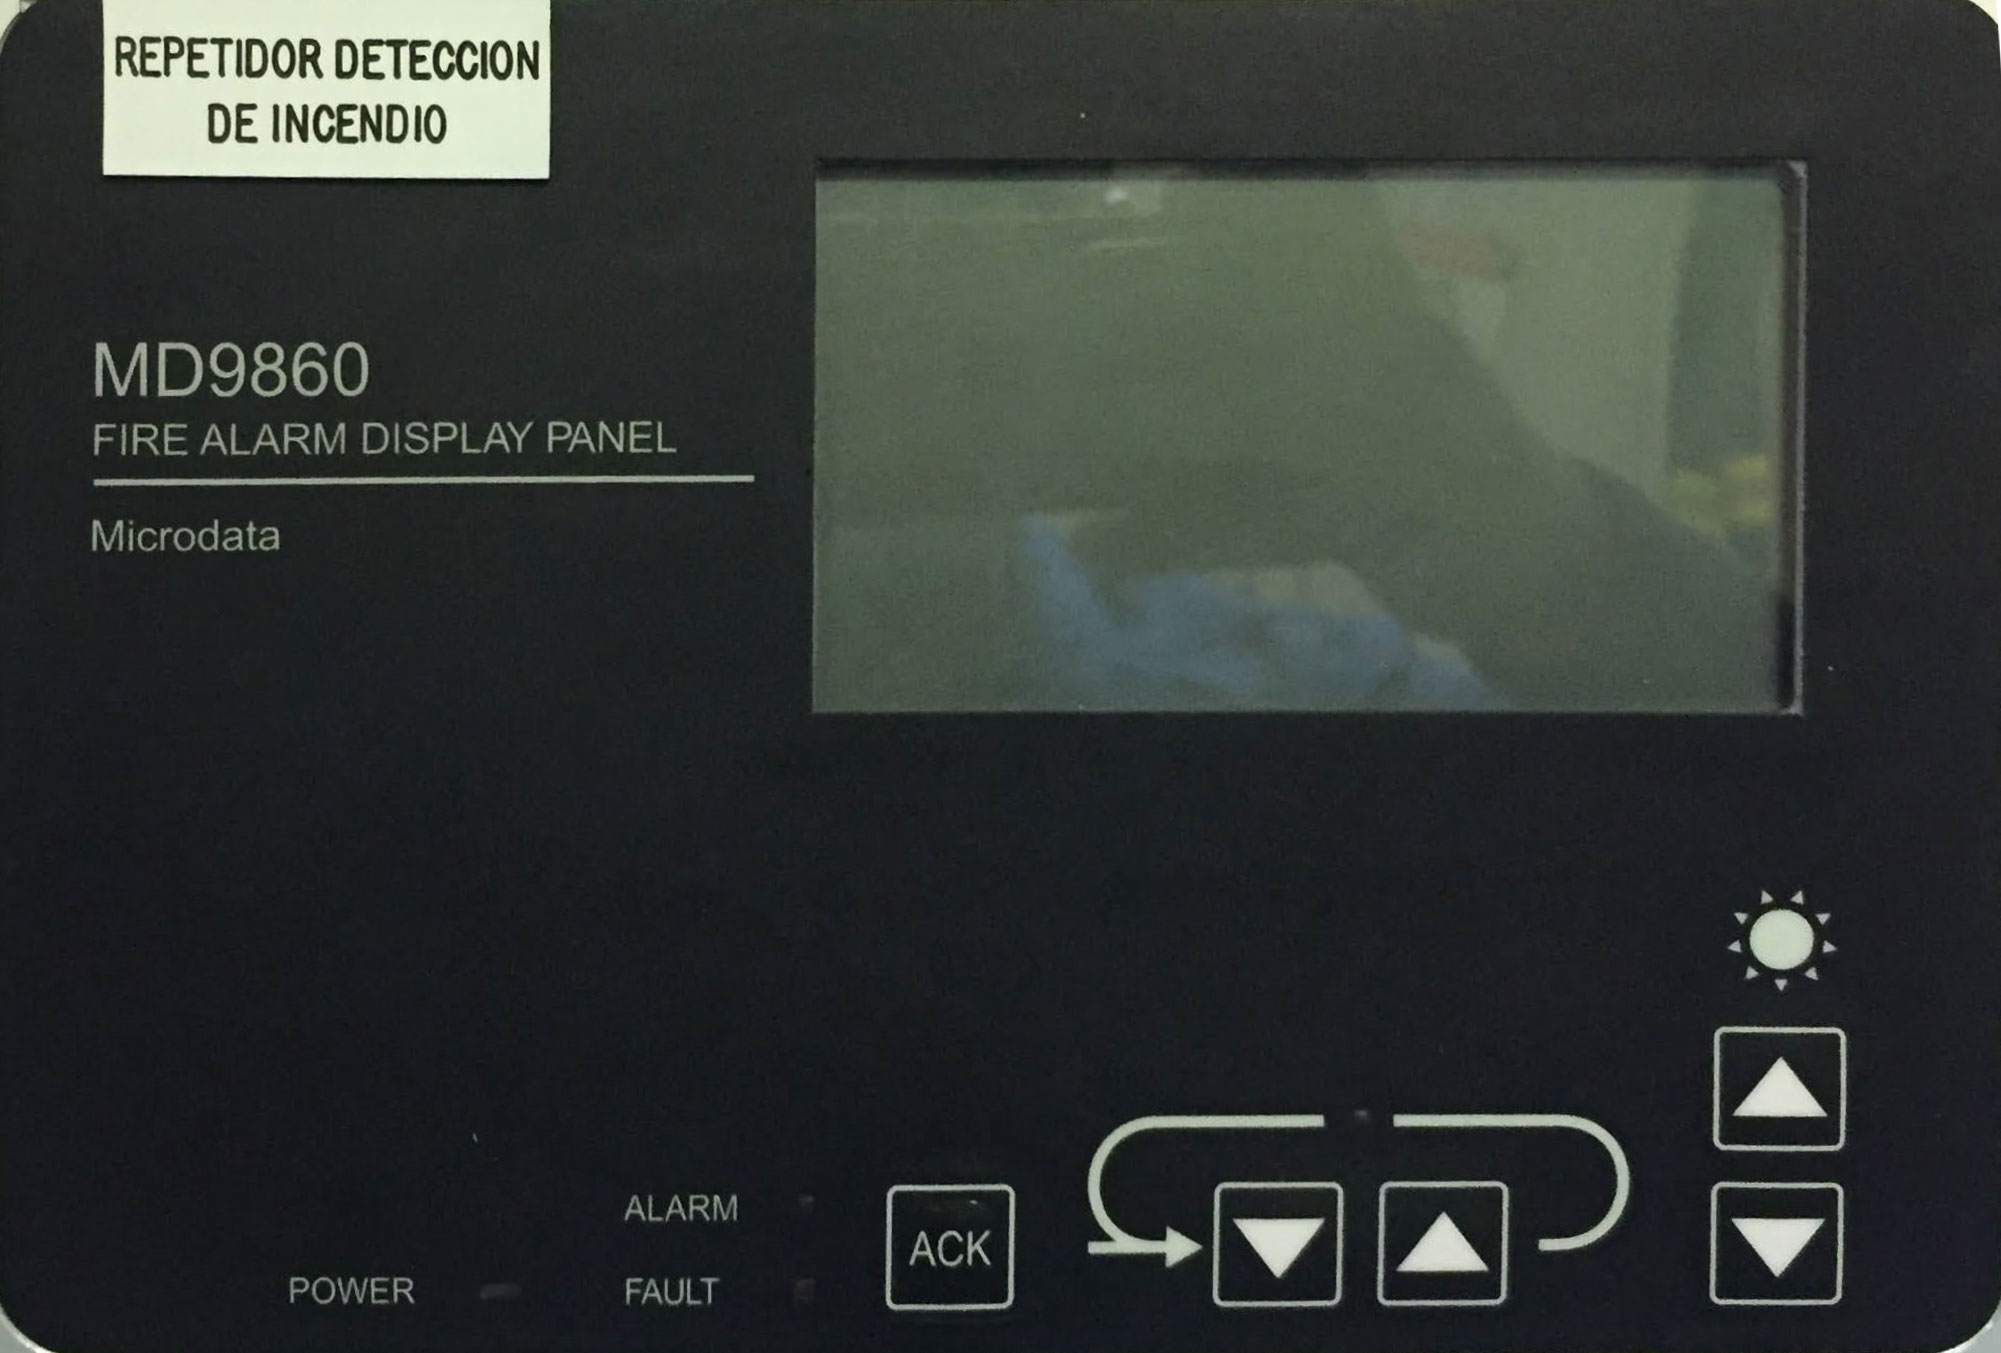 REPETIDOR DETECCION
DE INCENDIO
MD9860
FIRE ALARM DISPLAY PANEL
Microdata
ALARM
POWER
FAULT
ACK